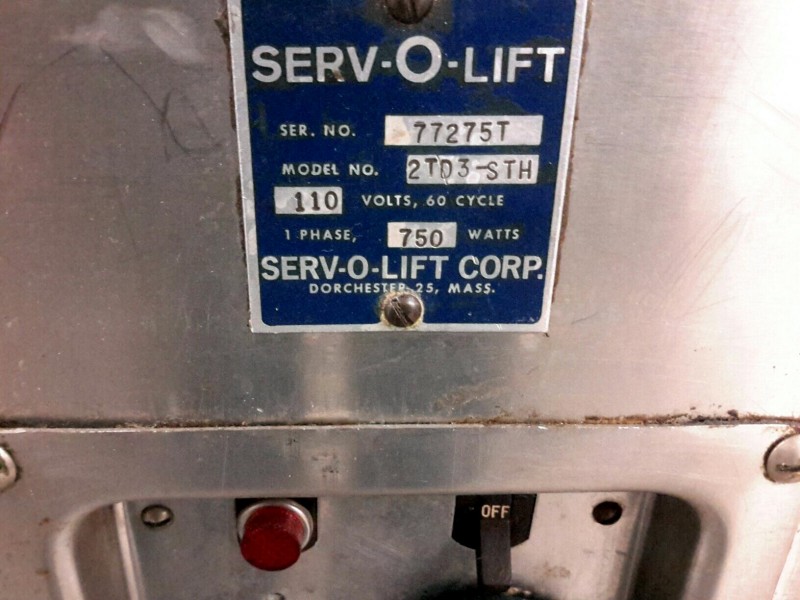 SERV-O-LIFT
SER. NO. 77275T
MODEL NO. 2TD3-STH
110 VOLTS, 60 CYCLE
1 PHASE, 750 WATTS
SERV-O-LIFT CORP.
DORCHESTER 25, MASS.
OFF